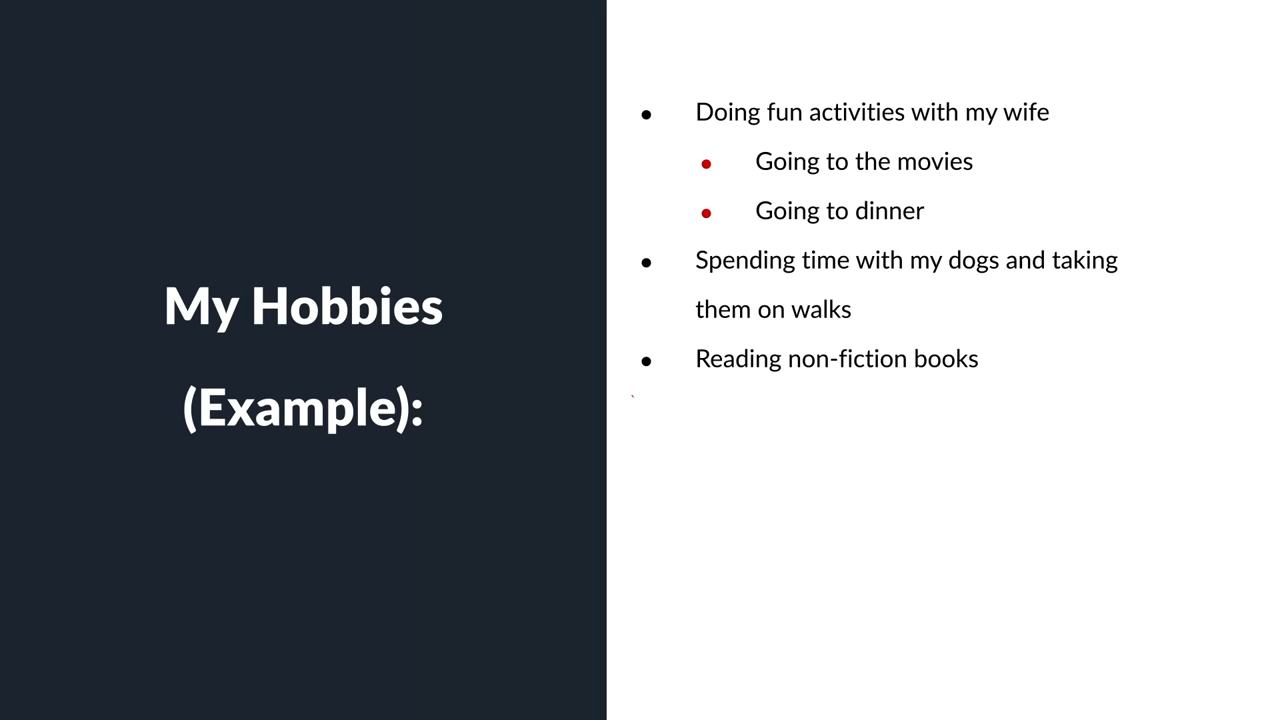 My Hobbies
(Example):
● Doing fun activities with my wife
● Going to the movies
● Going to dinner
● Spending time with my dogs and taking
them on walks
● Reading non-fiction books
`